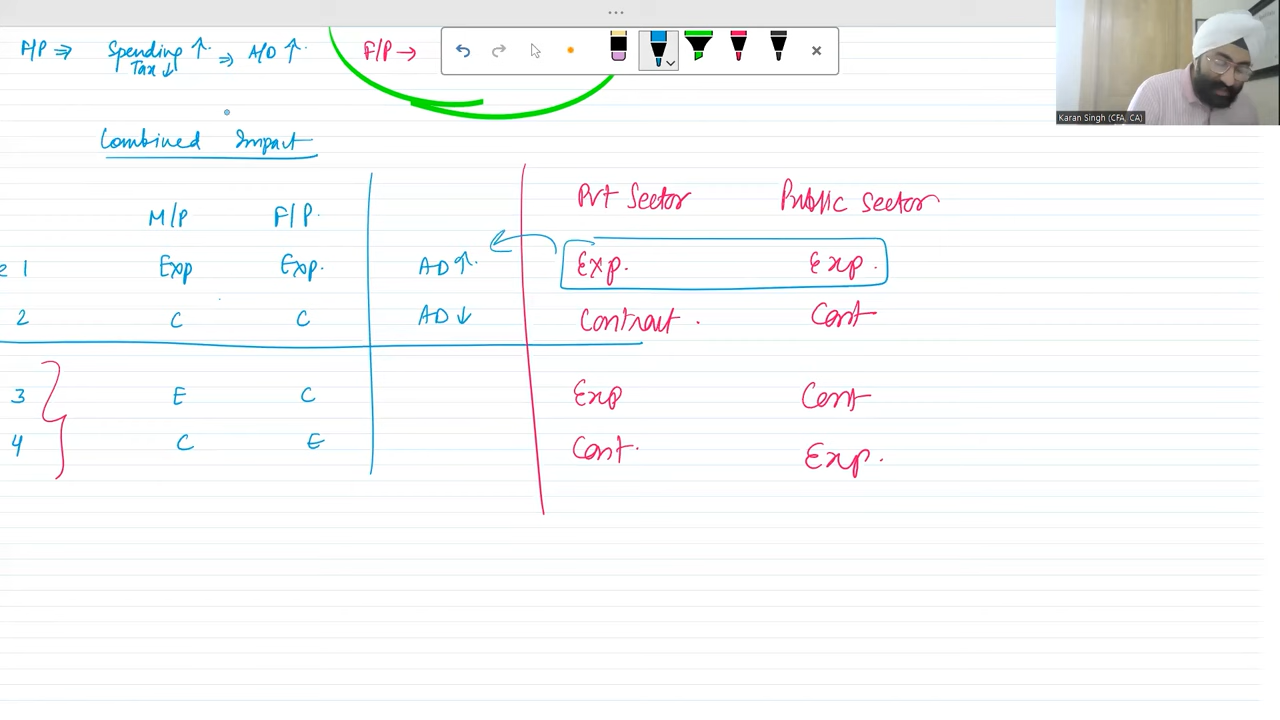 F/P ⇒ Spending ↑ ⇒ A/D ↑. F/P →
Tax ↓
Karan Singh (CFA, CA)
Combined Impact
Pvt Sector Public Sector
M/P F/P.
1 Exp Exp. AD ↑. Exp. Exp.
2 C C AD ↓ Contract. Cont
3 E C Exp Cont
4 C E Cont. Exp.